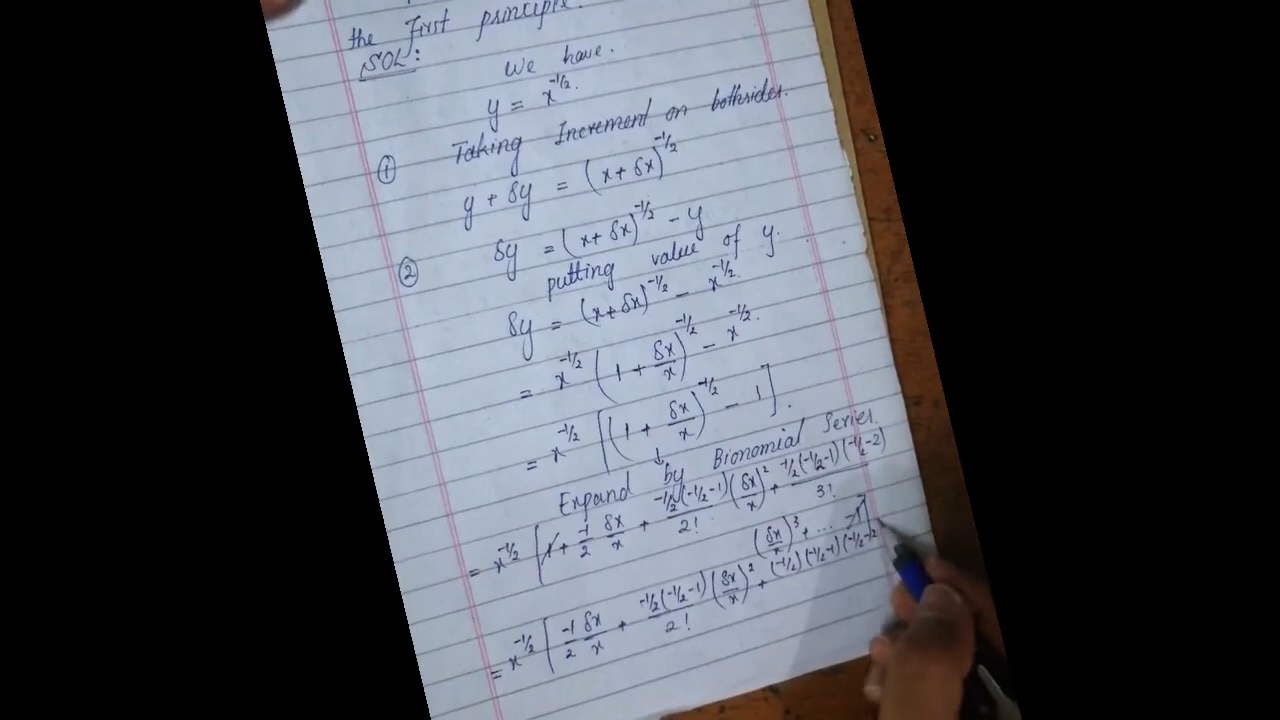 the first principle.
SOL:
We have.
y = x^{-1/2}.
① Taking Increment on bothsides.
y + δy = (x + δx)^{-1/2}
② δy = (x + δx)^{-1/2} - y
putting value of y.
δy = (x + δx)^{-1/2} - x^{-1/2}.
= x^{-1/2} (1 + δx/x)^{-1/2} - x^{-1/2}.
= x^{-1/2} [(1 + δx/x)^{-1/2} - 1].
↓
Expand by Bionomial Series.
= x^{-1/2} [1 + -1/2 δx/x + -1/2(-1/2-1)/2! (δx/x)^2 + -1/2(-1/2-1)(-1/2-2)/3!
(δx/x)^3 + ... -1]
= x^{-1/2} [-1/2 δx/x + -1/2(-1/2-1)/2! (δx/x)^2 + (-1/2)(-1/2-1)(-1/2-2